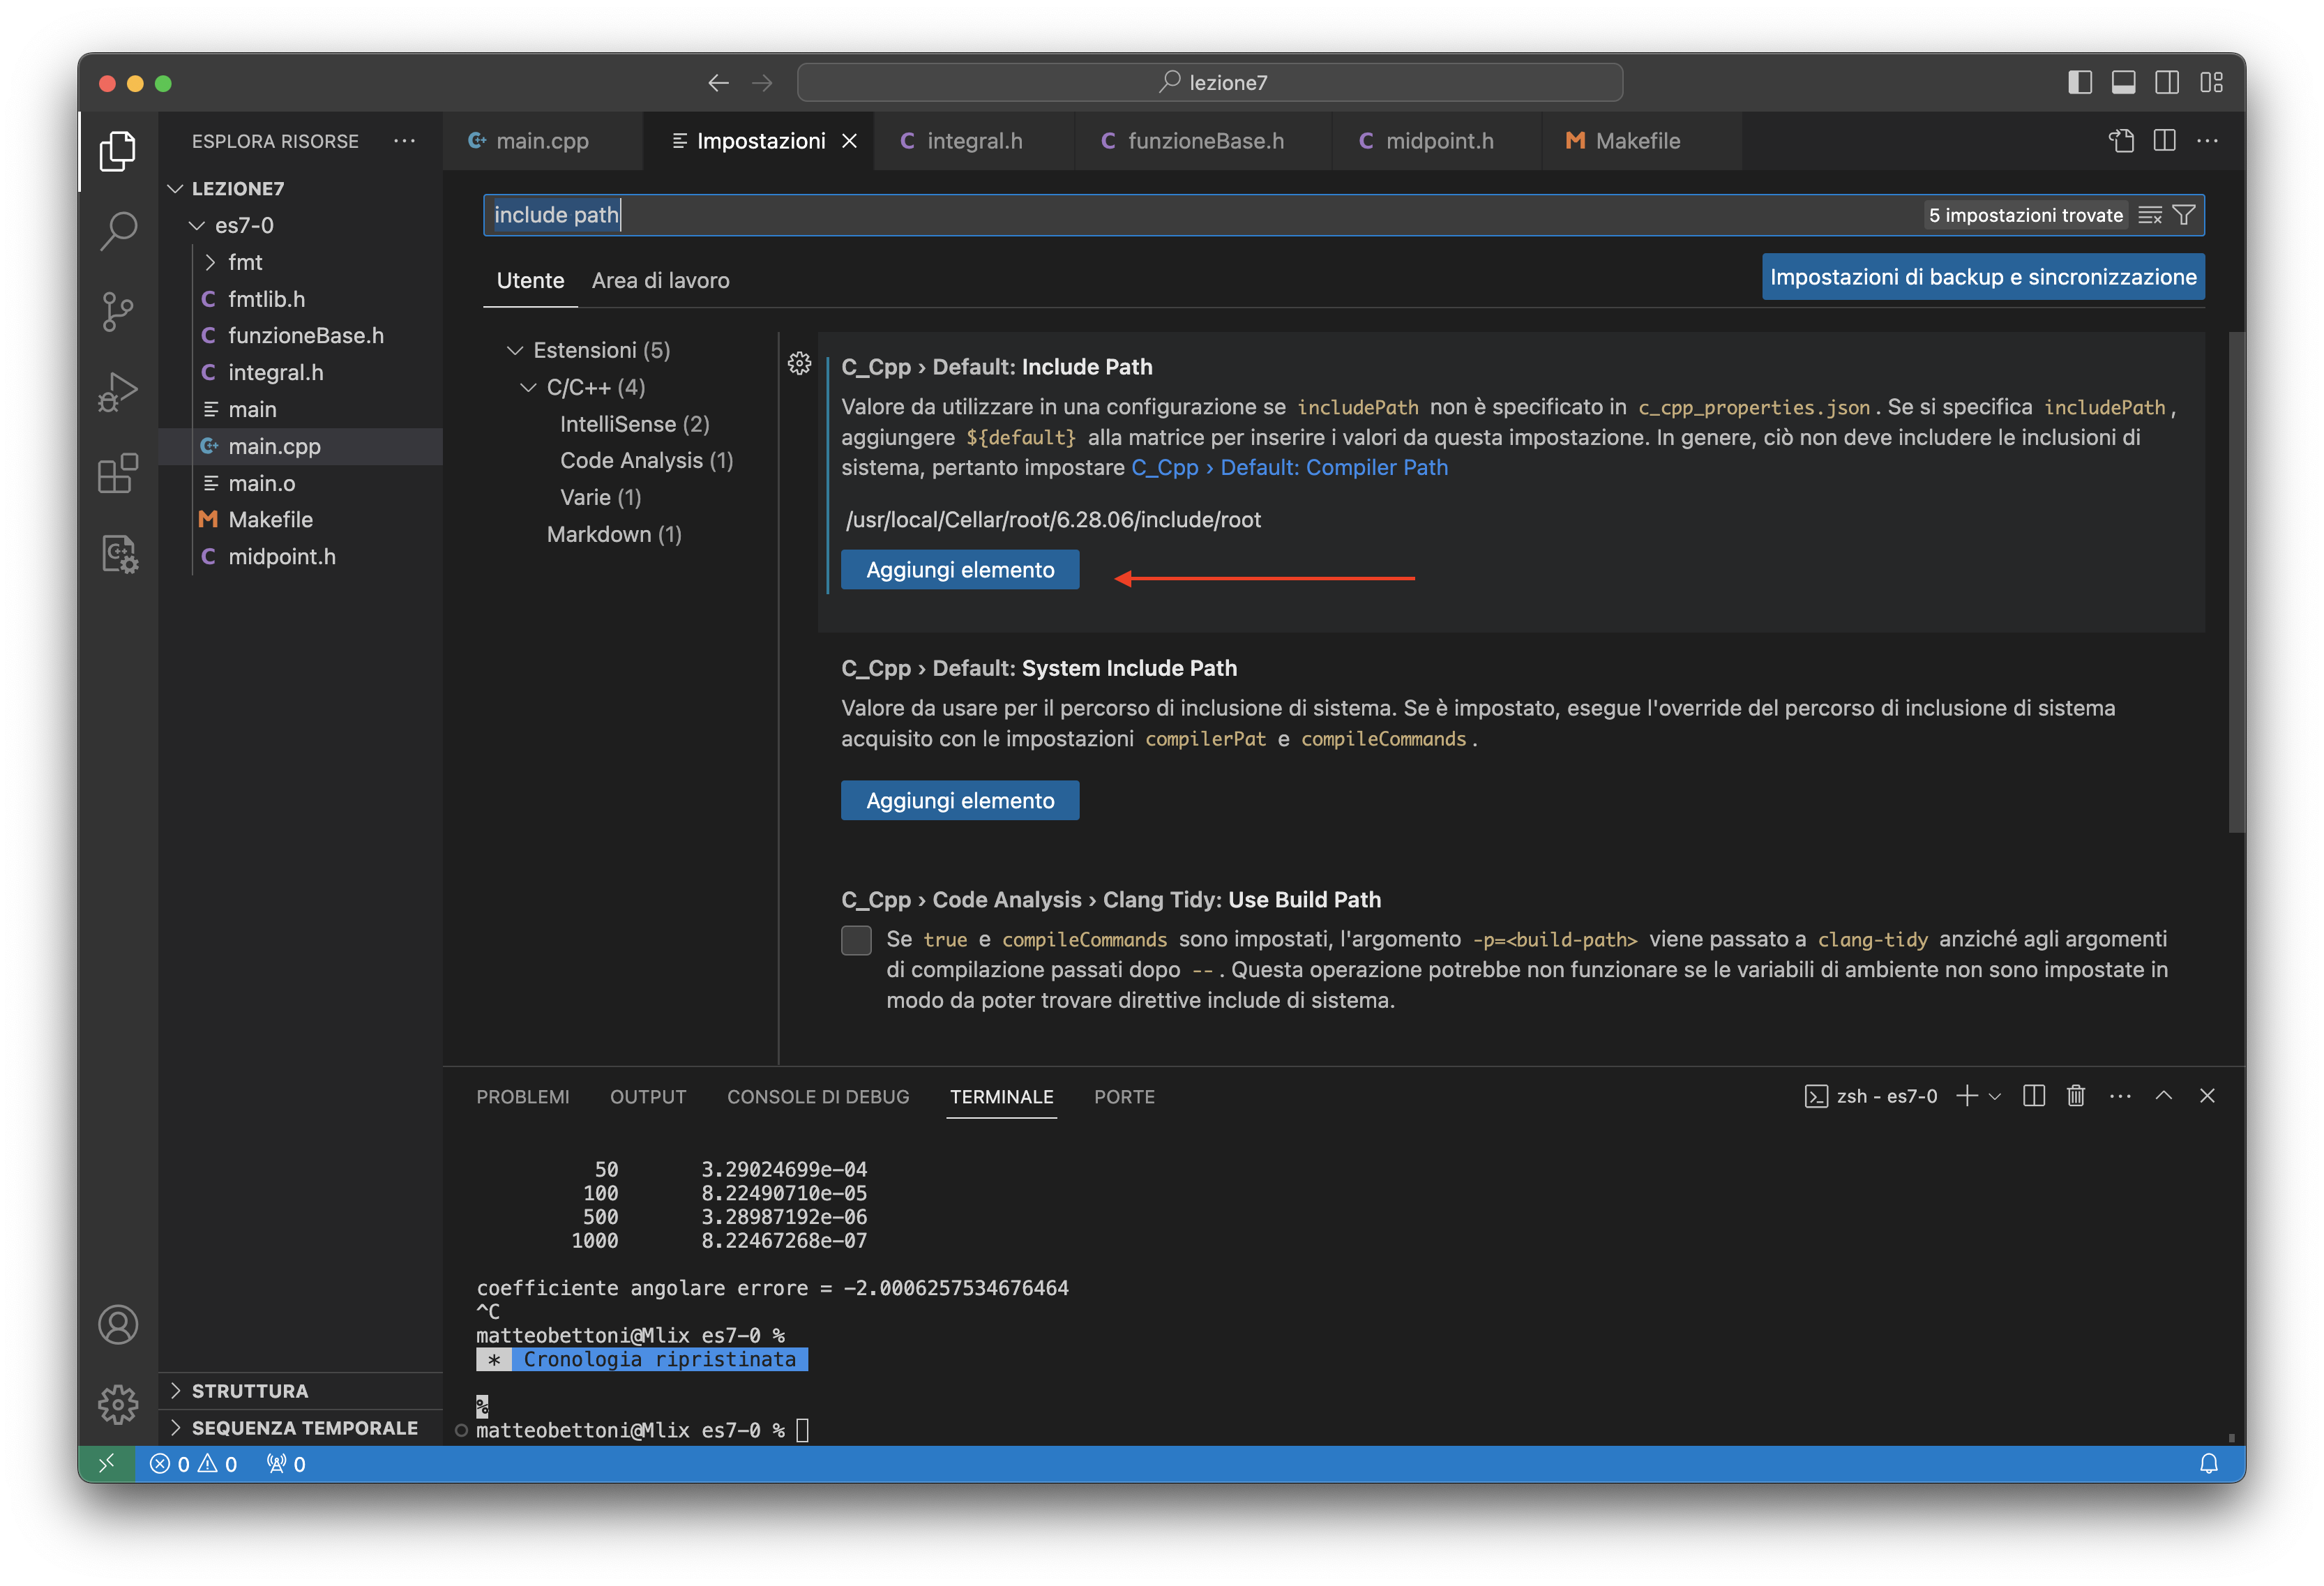 lezione7
ESPLORA RISORSE
LEZIONE7
es7-0
fmt
fmtlib.h
funzioneBase.h
integral.h
main
main.cpp
main.o
Makefile
midpoint.h
STRUTTURA
SEQUENZA TEMPORALE
main.cpp
Impostazioni
integral.h
funzioneBase.h
midpoint.h
Makefile
include path
5 impostazioni trovate
Utente
Area di lavoro
Impostazioni di backup e sincronizzazione
Estensioni (5)
C/C++ (4)
IntelliSense (2)
Code Analysis (1)
Varie (1)
Markdown (1)
C_Cpp › Default: Include Path
Valore da utilizzare in una configurazione se includePath non è specificato in c_cpp_properties.json. Se si specifica includePath,
aggiungere ${default} alla matrice per inserire i valori da questa impostazione. In genere, ciò non deve includere le inclusioni di
sistema, pertanto impostare C_Cpp › Default: Compiler Path
/usr/local/Cellar/root/6.28.06/include/root
Aggiungi elemento
C_Cpp › Default: System Include Path
Valore da usare per il percorso di inclusione di sistema. Se è impostato, esegue l'override del percorso di inclusione di sistema
acquisito con le impostazioni compilerPat e compileCommands.
Aggiungi elemento
C_Cpp › Code Analysis › Clang Tidy: Use Build Path
Se true e compileCommands sono impostati, l'argomento -p=<build-path> viene passato a clang-tidy anziché agli argomenti
di compilazione passati dopo --. Questa operazione potrebbe non funzionare se le variabili di ambiente non sono impostate in
modo da poter trovare direttive include di sistema.
PROBLEMI
OUTPUT
CONSOLE DI DEBUG
TERMINALE
PORTE
zsh - es7-0
50 3.29024699e-04
100 8.22490710e-05
500 3.28987192e-06
1000 8.22467268e-07
coefficiente angolare errore = -2.0006257534676464
^C
matteobettoni@Mlix es7-0 %
* Cronologia ripristinata
%
matteobettoni@Mlix es7-0 %
0
0
0